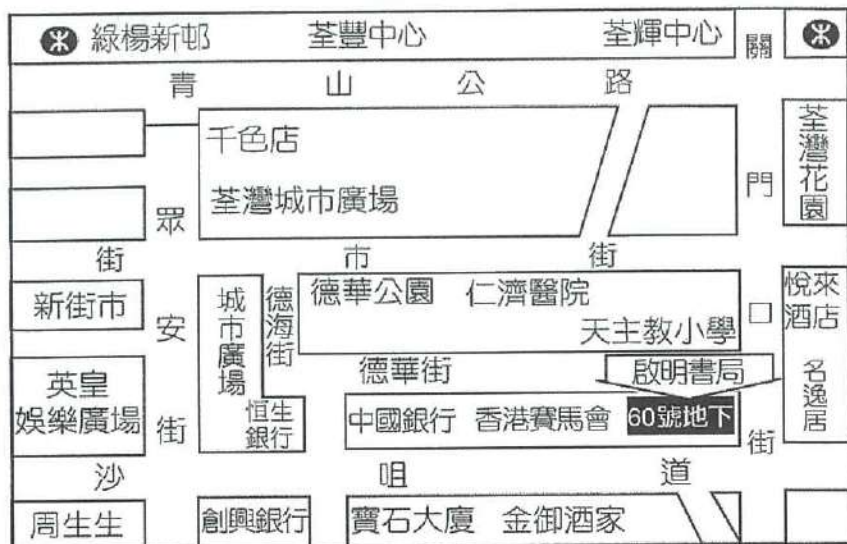 綠楊新邨 荃豐中心 荃輝中心
青山公路
關門口街
千色店
荃灣城市廣場
荃灣花園
眾安街
街市街
新街市
城市廣場
德海街
德華公園 仁濟醫院
天主教小學
悅來
酒店
名逸居
德華街
啟明書局
英皇
娛樂廣場
恒生
銀行
中國銀行 香港賽馬會 60號地下
沙咀道
周生生
創興銀行
寶石大廈 金御酒家